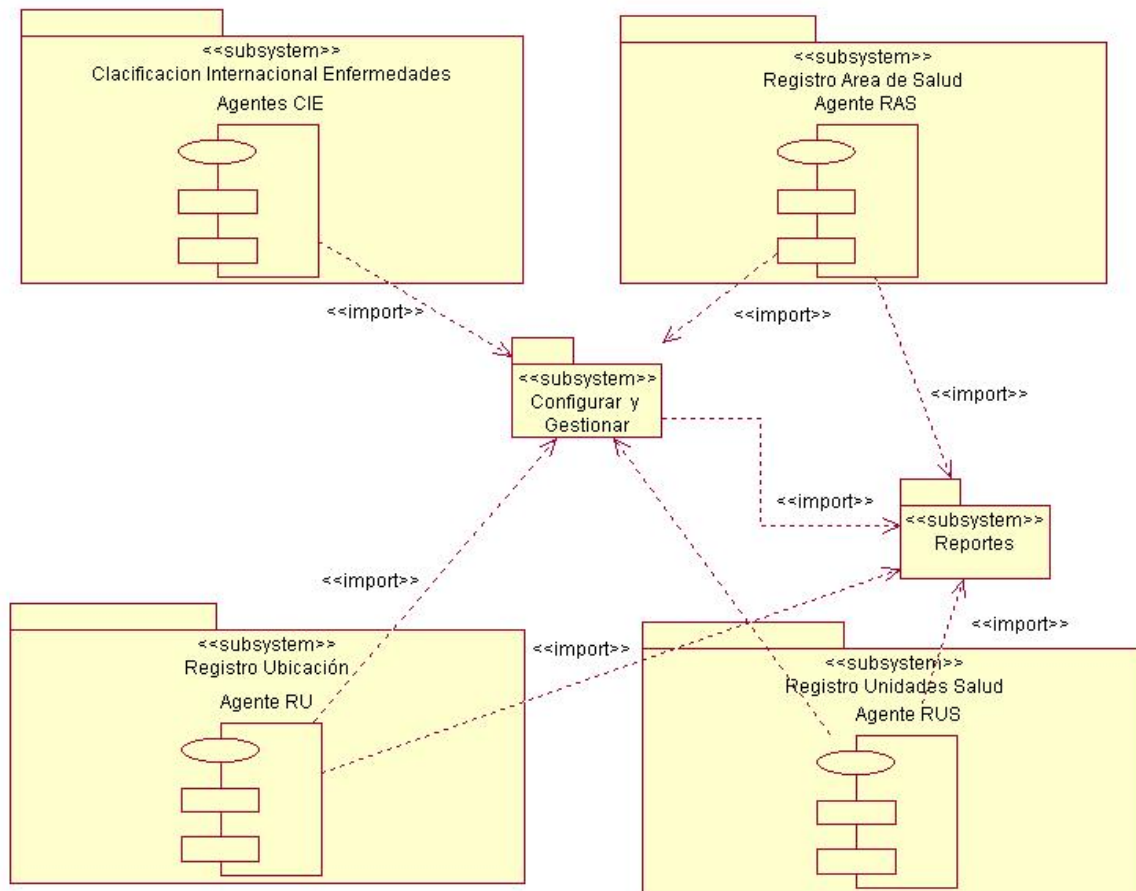 <<subsystem>>
Clacificacion Internacional Enfermedades
Agentes CIE
<<subsystem>>
Registro Area de Salud
Agente RAS
<<import>>
<<import>>
<<subsystem>>
Configurar y
Gestionar
<<import>>
<<import>>
<<subsystem>>
Reportes
<<import>>
<<import>>
<<import>>
<<subsystem>>
Registro Ubicación
Agente RU
<<subsystem>>
Registro Unidades Salud
Agente RUS